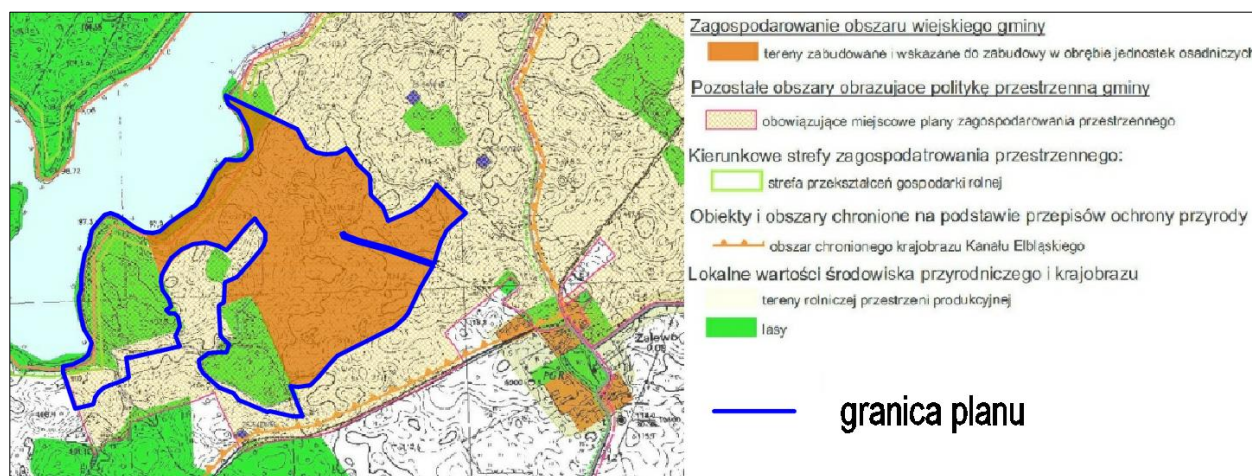 Zagospodarowanie obszaru wiejskiego gminy
tereny zabudowane i wskazane do zabudowy w obrębie jednostek osadniczych
Pozostałe obszary obrazujace politykę przestrzenną gminy
obowiązujące miejscowe plany zagospodarowania przestrzennego
Kierunkowe strefy zagospodatrowania przestrzennego:
strefa przekształceń gospodarki rolnej
Obiekty i obszary chronione na podstawie przepisów ochrony przyrody
obszar chronionego krajobrazu Kanału Elbląskiego
Lokalne wartości środowiska przyrodniczego i krajobrazu
tereny rolniczej przestrzeni produkcyjnej
lasy
granica planu
Zalewo